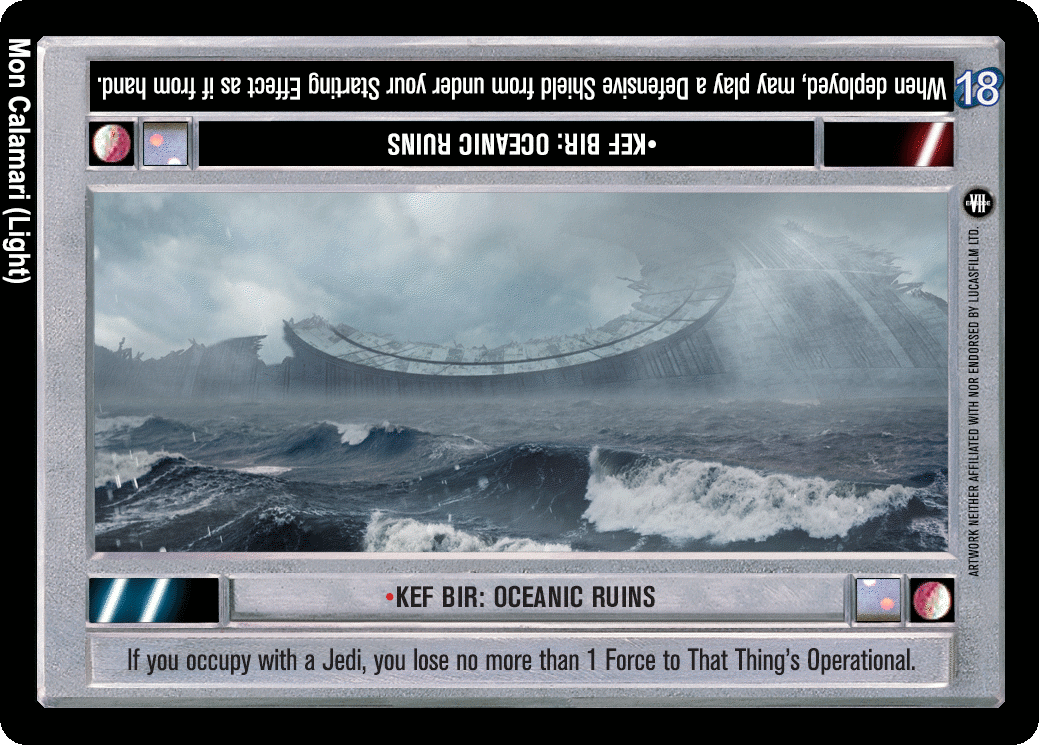 Mon Calamari (Light)
When deployed, may play a Defensive Shield from under your Starting Effect as if from hand.
18
•KEF BIR: OCEANIC RUINS
EPISODE
VII
ARTWORK NEITHER AFFILIATED WITH NOR ENDORSED BY LUCASFILM LTD.
•KEF BIR: OCEANIC RUINS
If you occupy with a Jedi, you lose no more than 1 Force to That Thing's Operational.